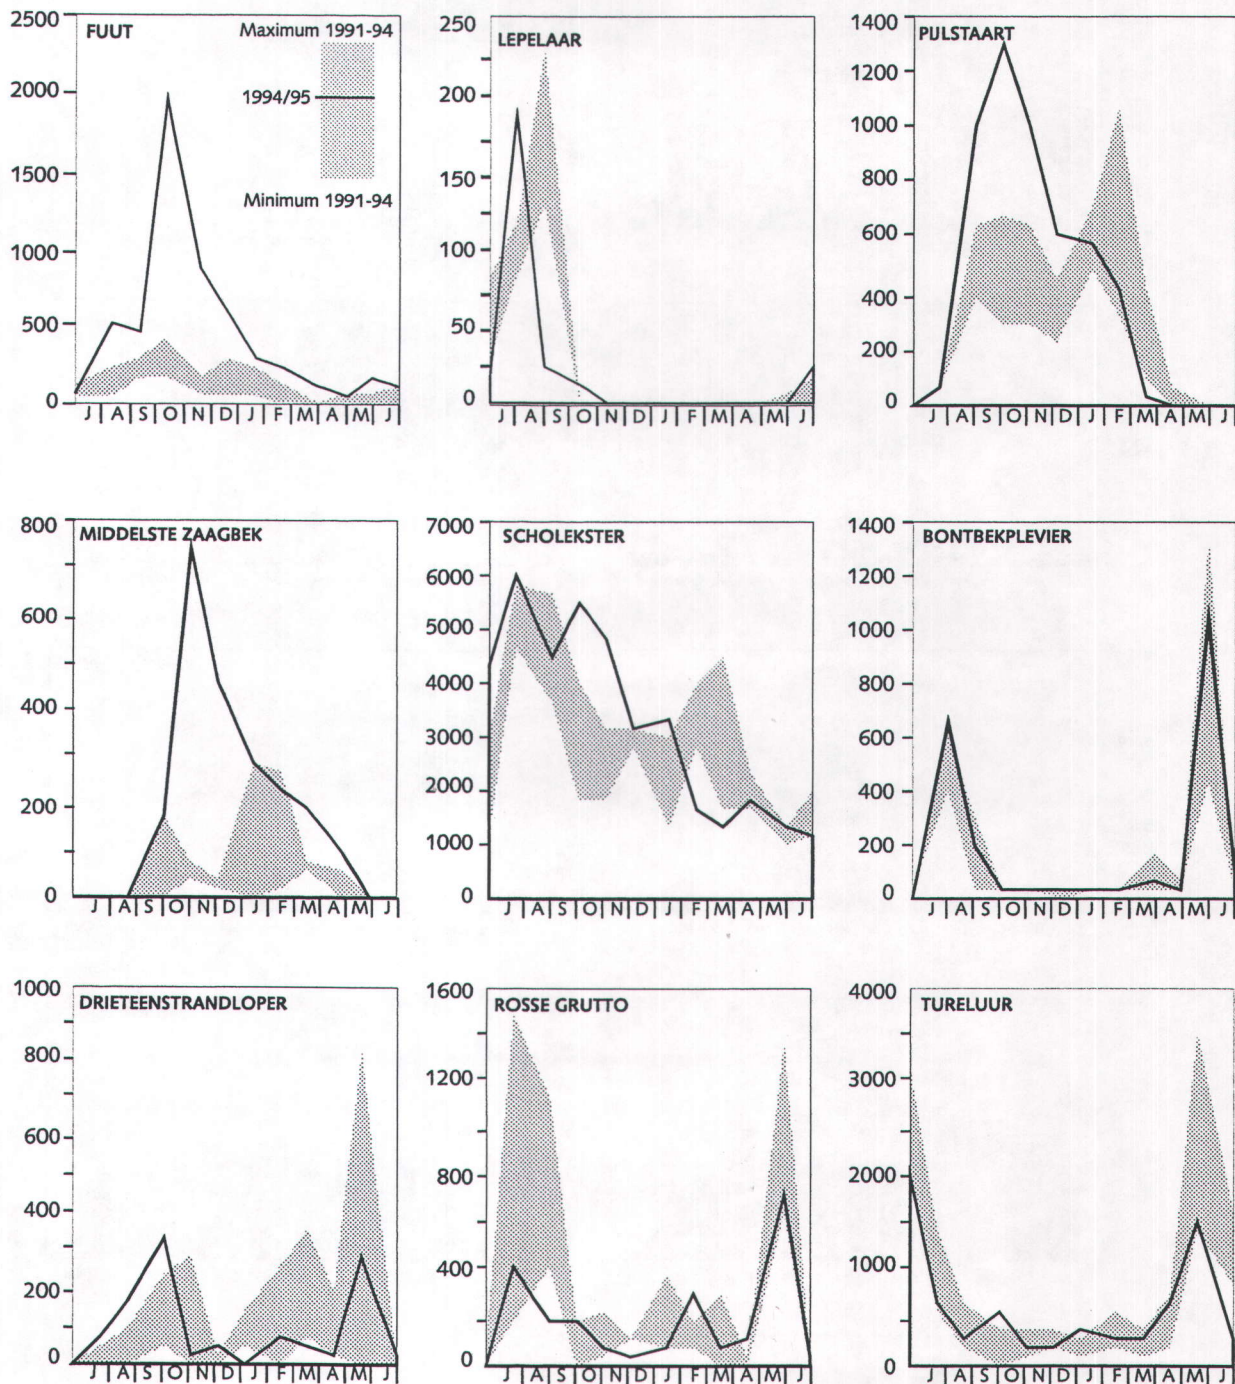 FUUT
Maximum 1991-94
1994/95
Minimum 1991-94
2500
2000
1500
1000
500
0
J A S O N D J F M A M J
LEPELAAR
250
200
150
100
50
0
J A S O N D J F M A M J
PIJLSTAART
1400
1200
1000
800
600
400
200
0
J A S O N D J F M A M J
MIDDELSTE ZAAGBEK
800
600
400
200
0
J A S O N D J F M A M J
SCHOLEKSTER
7000
6000
5000
4000
3000
2000
1000
0
J A S O N D J F M A M J
BONTBEKPLEVIER
1400
1200
1000
800
600
400
200
0
J A S O N D J F M A M J
DRIETEENSTRANDLOPER
1000
800
600
400
200
0
J A S O N D J F M A M J
ROSSE GRUTTO
1600
1200
800
400
0
J A S O N D J F M A M J
TURELUUR
4000
3000
2000
1000
0
J A S O N D J F M A M J